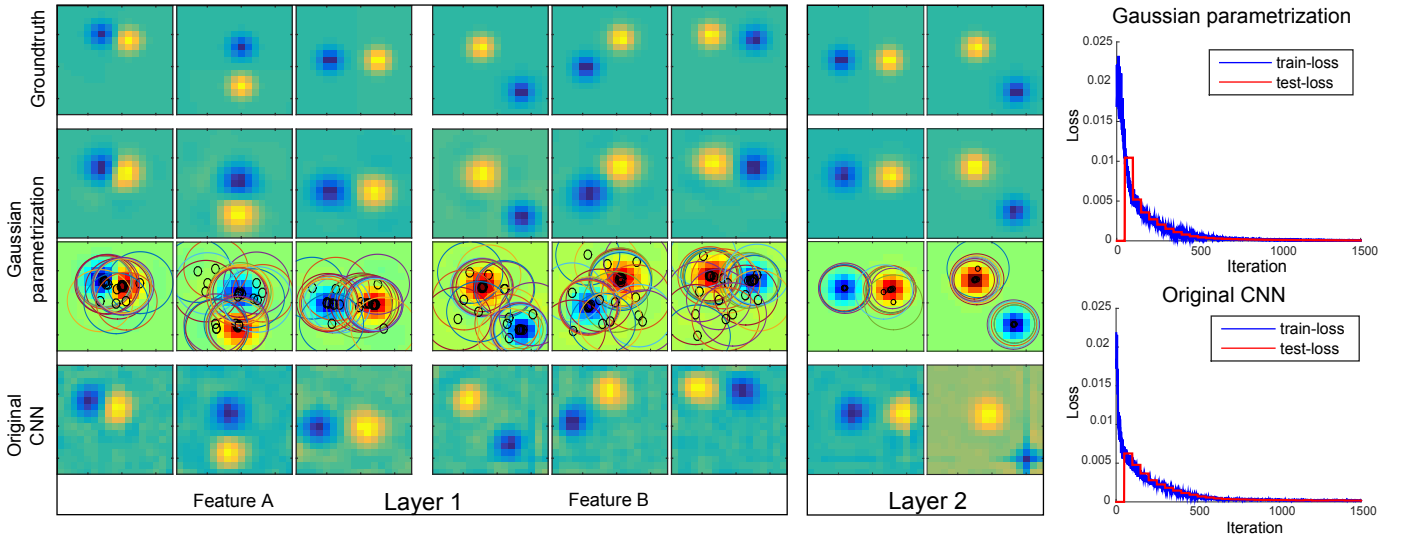 Groundtruth
Gaussian
parametrization
Original
CNN
Feature A
Layer 1
Feature B
Layer 2
Gaussian parametrization
0.025
0.02
0.015
0.01
0.005
0
Loss
train-loss
test-loss
0
500
1000
1500
Iteration
Original CNN
0.025
0.02
0.015
0.01
0.005
0
Loss
train-loss
test-loss
0
500
1000
1500
Iteration